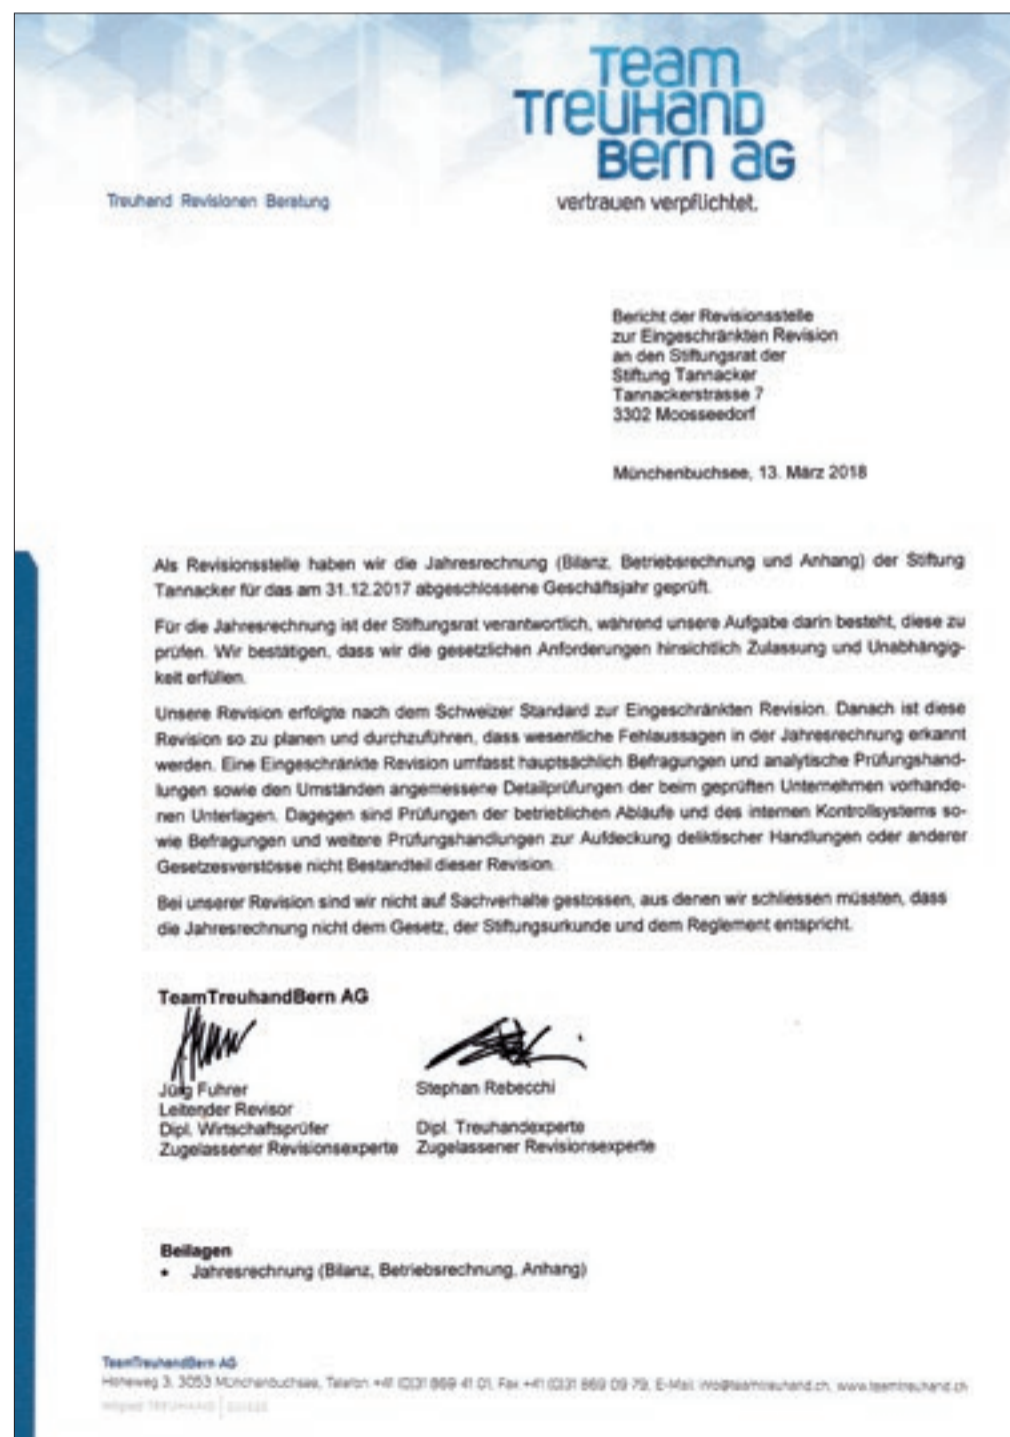 Team
Treuhand
Bern AG
Treuhand Revisionen Beratung
vertrauen verpflichtet.
Bericht der Revisionsstelle
zur Eingeschränkten Revision
an den Stiftungsrat der
Stiftung Tannacker
Tannackerstrasse 7
3302 Moosseedorf
Münchenbuchsee, 13. März 2018
Als Revisionsstelle haben wir die Jahresrechnung (Bilanz, Betriebsrechnung und Anhang) der Stiftung
Tannacker für das am 31.12.2017 abgeschlossene Geschäftsjahr geprüft.
Für die Jahresrechnung ist der Stiftungsrat verantwortlich, während unsere Aufgabe darin besteht, diese zu
prüfen. Wir bestätigen, dass wir die gesetzlichen Anforderungen hinsichtlich Zulassung und Unabhängig-
keit erfüllen.
Unsere Revision erfolgte nach dem Schweizer Standard zur Eingeschränkten Revision. Danach ist diese
Revision so zu planen und durchzuführen, dass wesentliche Fehlaussagen in der Jahresrechnung erkannt
werden. Eine Eingeschränkte Revision umfasst hauptsächlich Befragungen und analytische Prüfungshand-
lungen sowie den Umständen angemessene Detailprüfungen der beim geprüften Unternehmen vorhande-
nen Unterlagen. Dagegen sind Prüfungen der betrieblichen Abläufe und des internen Kontrollsystems so-
wie Befragungen und weitere Prüfungshandlungen zur Aufdeckung deliktischer Handlungen oder anderer
Gesetzesverstösse nicht Bestandteil dieser Revision.
Bei unserer Revision sind wir nicht auf Sachverhalte gestossen, aus denen wir schliessen müssten, dass
die Jahresrechnung nicht dem Gesetz, der Stiftungsurkunde und dem Reglement entspricht.
TeamTreuhandBern AG
Jürg Fuhrer Stephan Rebecchi
Leitender Revisor
Dipl. Wirtschaftsprüfer Dipl. Treuhandexperte
Zugelassener Revisionsexperte Zugelassener Revisionsexperte
Beilagen
• Jahresrechnung (Bilanz, Betriebsrechnung, Anhang)
TeamTreuhandBern AG
Höheweg 3, 3053 Münchenbuchsee, Telefon +41 (0)31 869 41 01, Fax +41 (0)31 869 09 79, E-Mail: info@teamtreuhand.ch, www.teamtreuhand.ch
Mitglied TREUHAND | SUISSE